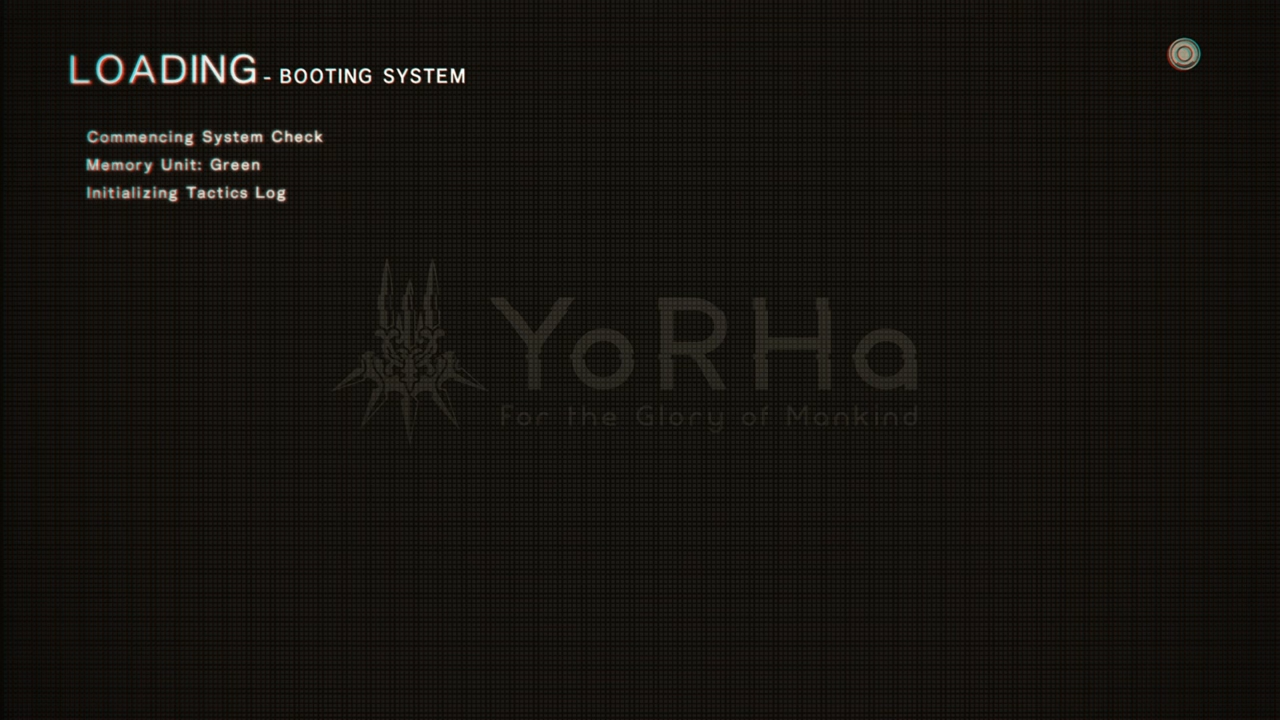 LOADING - BOOTING SYSTEM
Commencing System Check
Memory Unit: Green
Initializing Tactics Log
YoRHa
For the Glory of Mankind